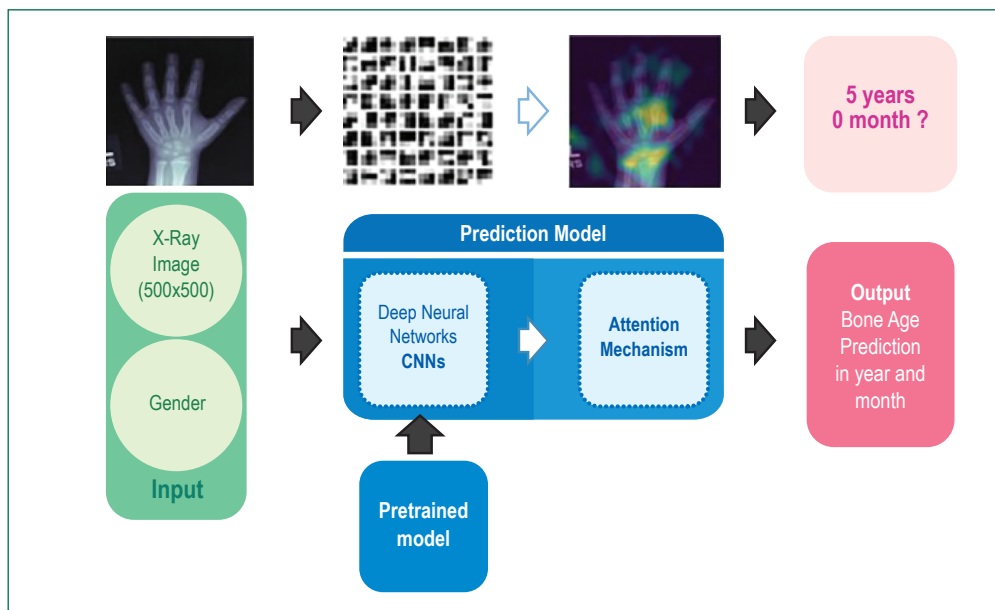 5 years
0 month ?
Prediction Model
X-Ray
Image
(500x500)
Gender
Input
Deep Neural
Networks
CNNs
Attention
Mechanism
Output
Bone Age
Prediction
in year and
month
Pretrained
model